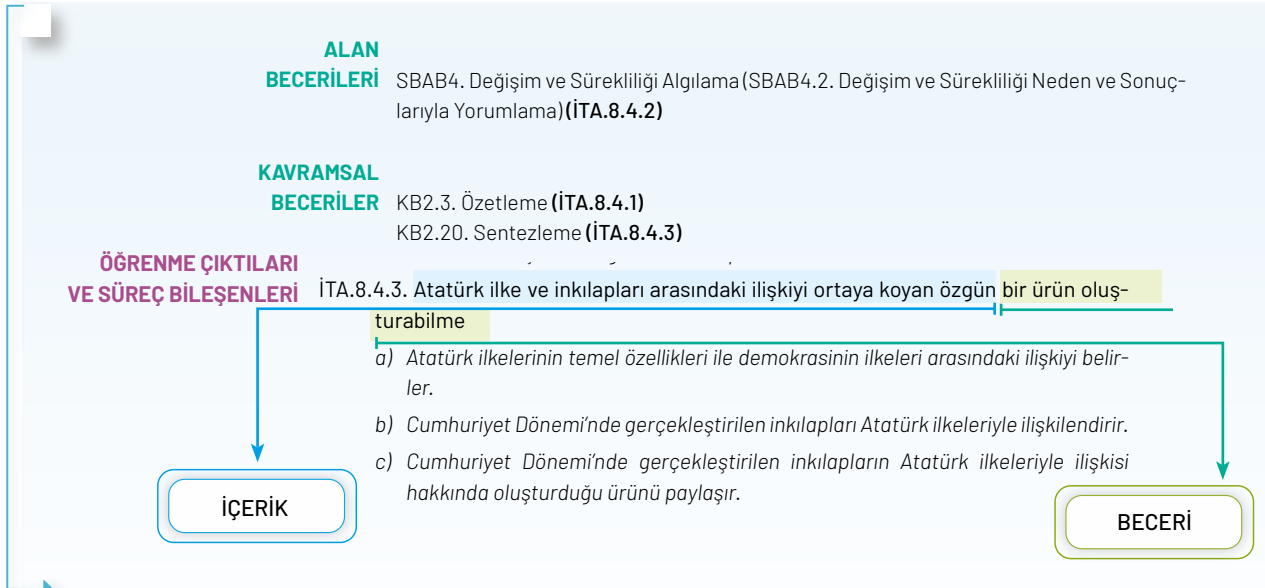 ALAN
BECERİLERİ SBAB4. Değişim ve Sürekliliği Algılama (SBAB4.2. Değişim ve Sürekliliği Neden ve Sonuç-
larıyla Yorumlama) (İTA.8.4.2)
KAVRAMSAL
BECERİLER KB2.3. Özetleme (İTA.8.4.1)
KB2.20. Sentezleme (İTA.8.4.3)
ÖĞRENME ÇIKTILARI
VE SÜREÇ BİLEŞENLERİ İTA.8.4.3. Atatürk ilke ve inkılapları arasındaki ilişkiyi ortaya koyan özgün bir ürün oluş-
turabilme
a) Atatürk ilkelerinin temel özellikleri ile demokrasinin ilkeleri arasındaki ilişkiyi belir-
ler.
b) Cumhuriyet Dönemi’nde gerçekleştirilen inkılapları Atatürk ilkeleriyle ilişkilendirir.
c) Cumhuriyet Dönemi’nde gerçekleştirilen inkılapların Atatürk ilkeleriyle ilişkisi
hakkında oluşturduğu ürünü paylaşır.
İÇERİK
BECERİ